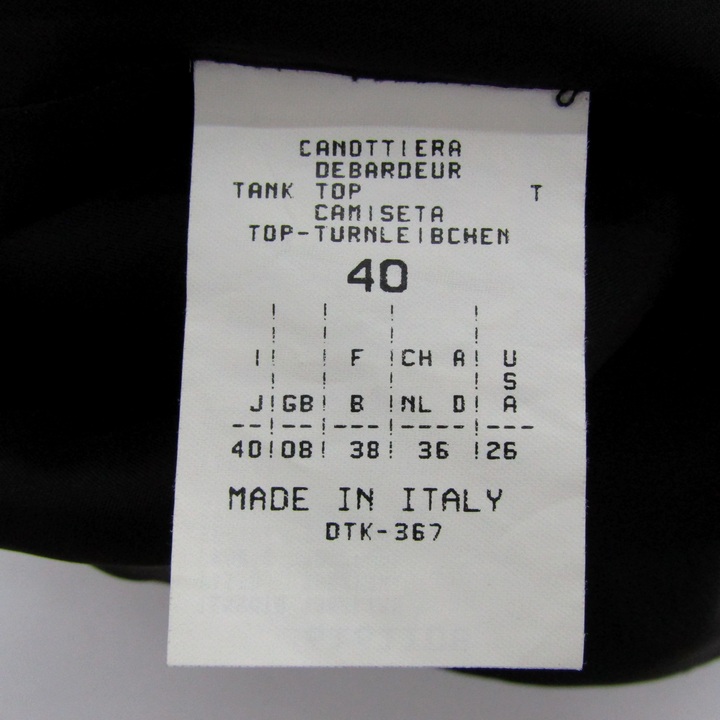 CANOTTIERA
DEBARDEUR
TANK TOP T
CAMISETA
TOP-TURNLEIBCHEN
40
I F CH A U
S
J GB B NL D A
40 08 38 36 26
MADE IN ITALY
DTK-367